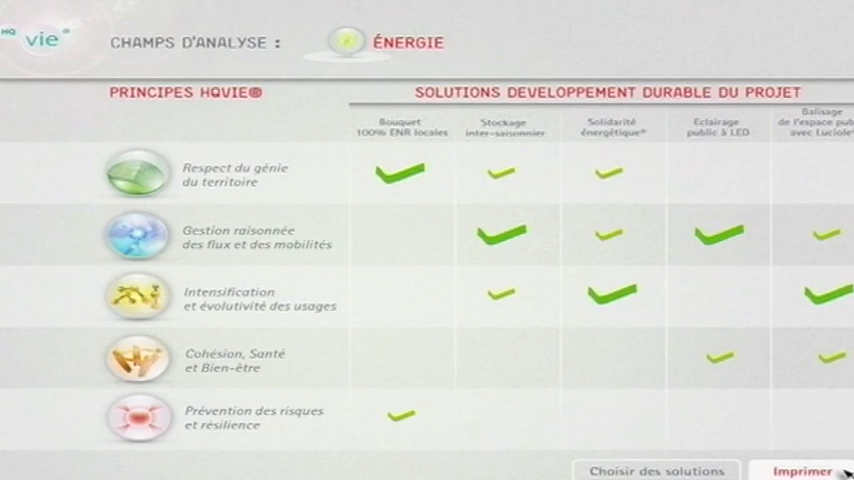 HQ
vie®
CHAMPS D'ANALYSE : ÉNERGIE
PRINCIPES HQVIE®
SOLUTIONS DEVELOPPEMENT DURABLE DU PROJET
Bouquet
100% ENR locales
Stockage
inter-saisonnier
Solidarité
énergétique®
Eclairage
public à LED
Balisage
de l'espace pub
avec Luciole
Respect du génie
du territoire
Gestion raisonnée
des flux et des mobilités
Intensification
et évolutivité des usages
Cohésion, Santé
et Bien-être
Prévention des risques
et résilience
Choisir des solutions
Imprimer